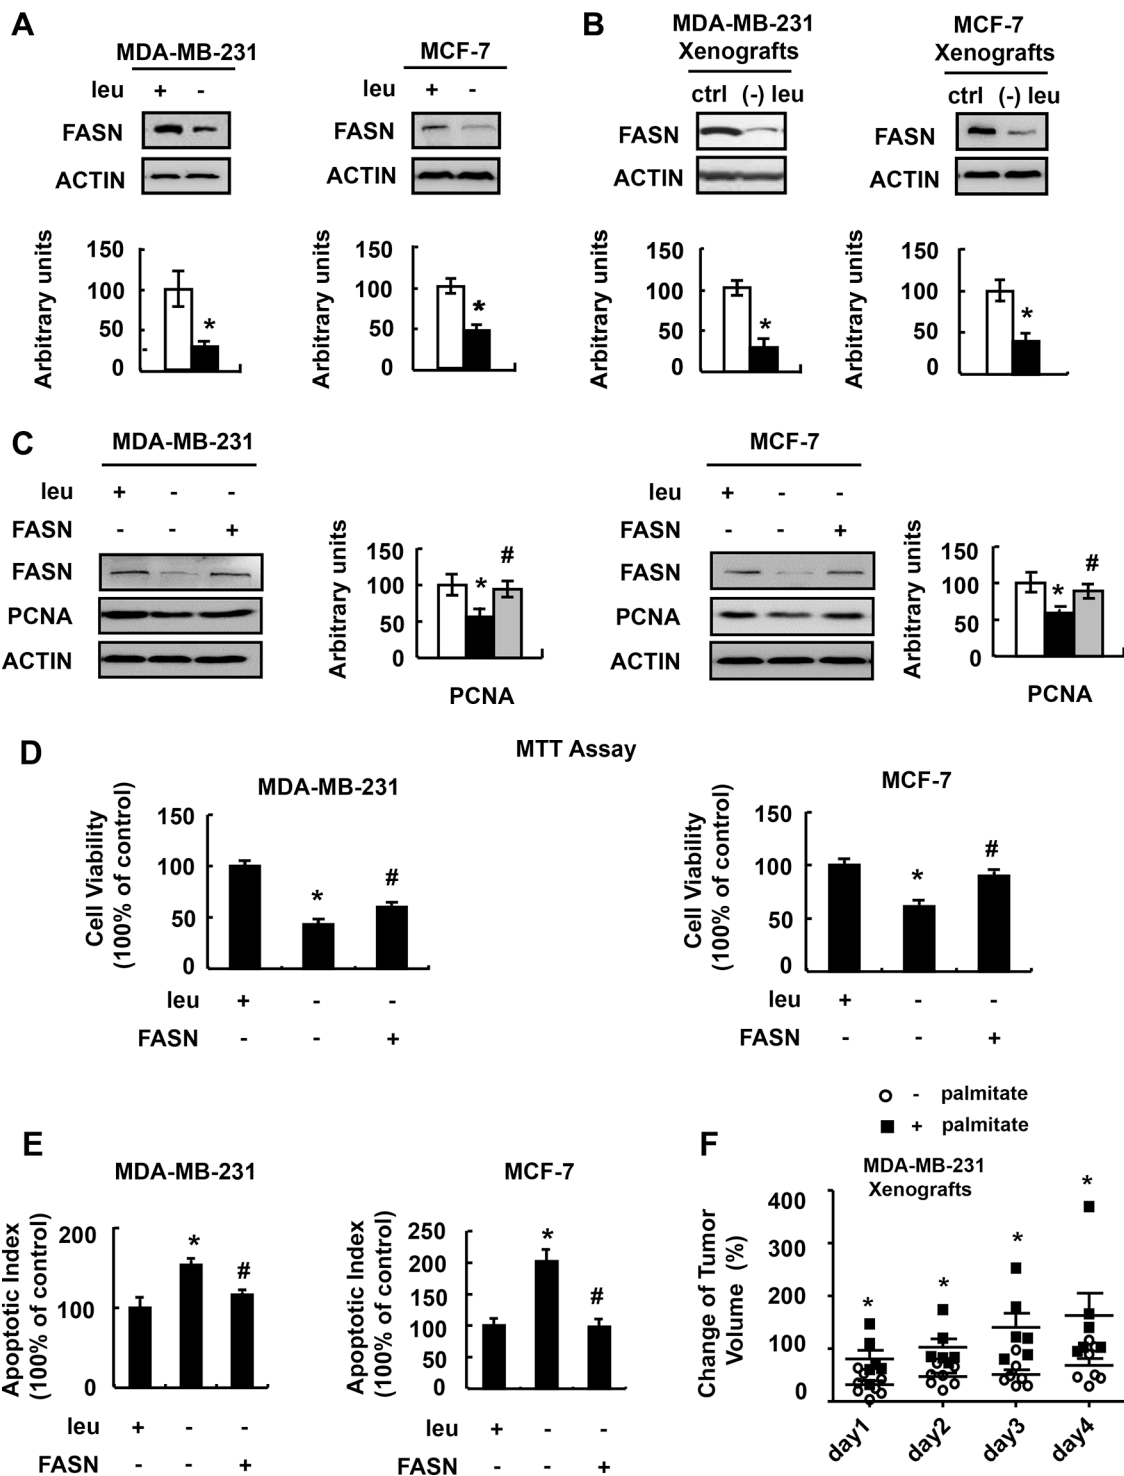 A
MDA-MB-231
leu + -
FASN
ACTIN
Arbitrary units
150
100
50
0
*
MCF-7
leu + -
FASN
ACTIN
Arbitrary units
150
100
50
0
*
B
MDA-MB-231
Xenografts
ctrl (-) leu
FASN
ACTIN
Arbitrary units
150
100
50
0
*
MCF-7
Xenografts
ctrl (-) leu
FASN
ACTIN
Arbitrary units
150
100
50
0
*
C
MDA-MB-231
leu + - -
FASN - - +
FASN
PCNA
ACTIN
Arbitrary units
150
100
50
0
* #
PCNA
MCF-7
leu + - -
FASN - - +
FASN
PCNA
ACTIN
Arbitrary units
150
100
50
0
* #
PCNA
D
MTT Assay
MDA-MB-231
Cell Viability
(100% of control)
150
100
50
0
* #
leu + - -
FASN - - +
MCF-7
Cell Viability
(100% of control)
150
100
50
0
* #
leu + - -
FASN - - +
E
MDA-MB-231
Apoptotic Index
(100% of control)
200
100
0
* #
leu + - -
FASN - - +
MCF-7
Apoptotic Index
(100% of control)
250
200
150
100
50
0
* #
leu + - -
FASN - - +
- palmitate
+ palmitate
F
MDA-MB-231
Xenografts
Change of Tumor
Volume (%)
400
300
200
100
0
* * * *
day1 day2 day3 day4